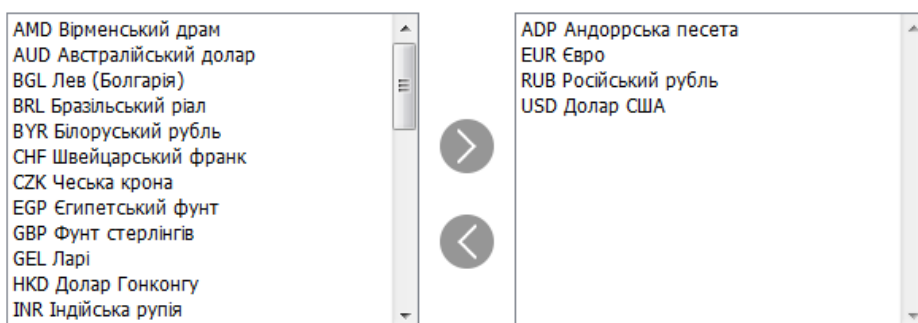 AMD Вірменський драм
AUD Австралійський долар
BGL Лев (Болгарія)
BRL Бразільський ріал
BYR Білоруський рубль
CHF Швейцарський франк
CZK Чеська крона
EGP Єгипетський фунт
GBP Фунт стерлінгів
GEL Ларі
HKD Долар Гонконгу
INR Індійська рупія
ADP Андоррська песета
EUR Євро
RUB Російський рубль
USD Долар США